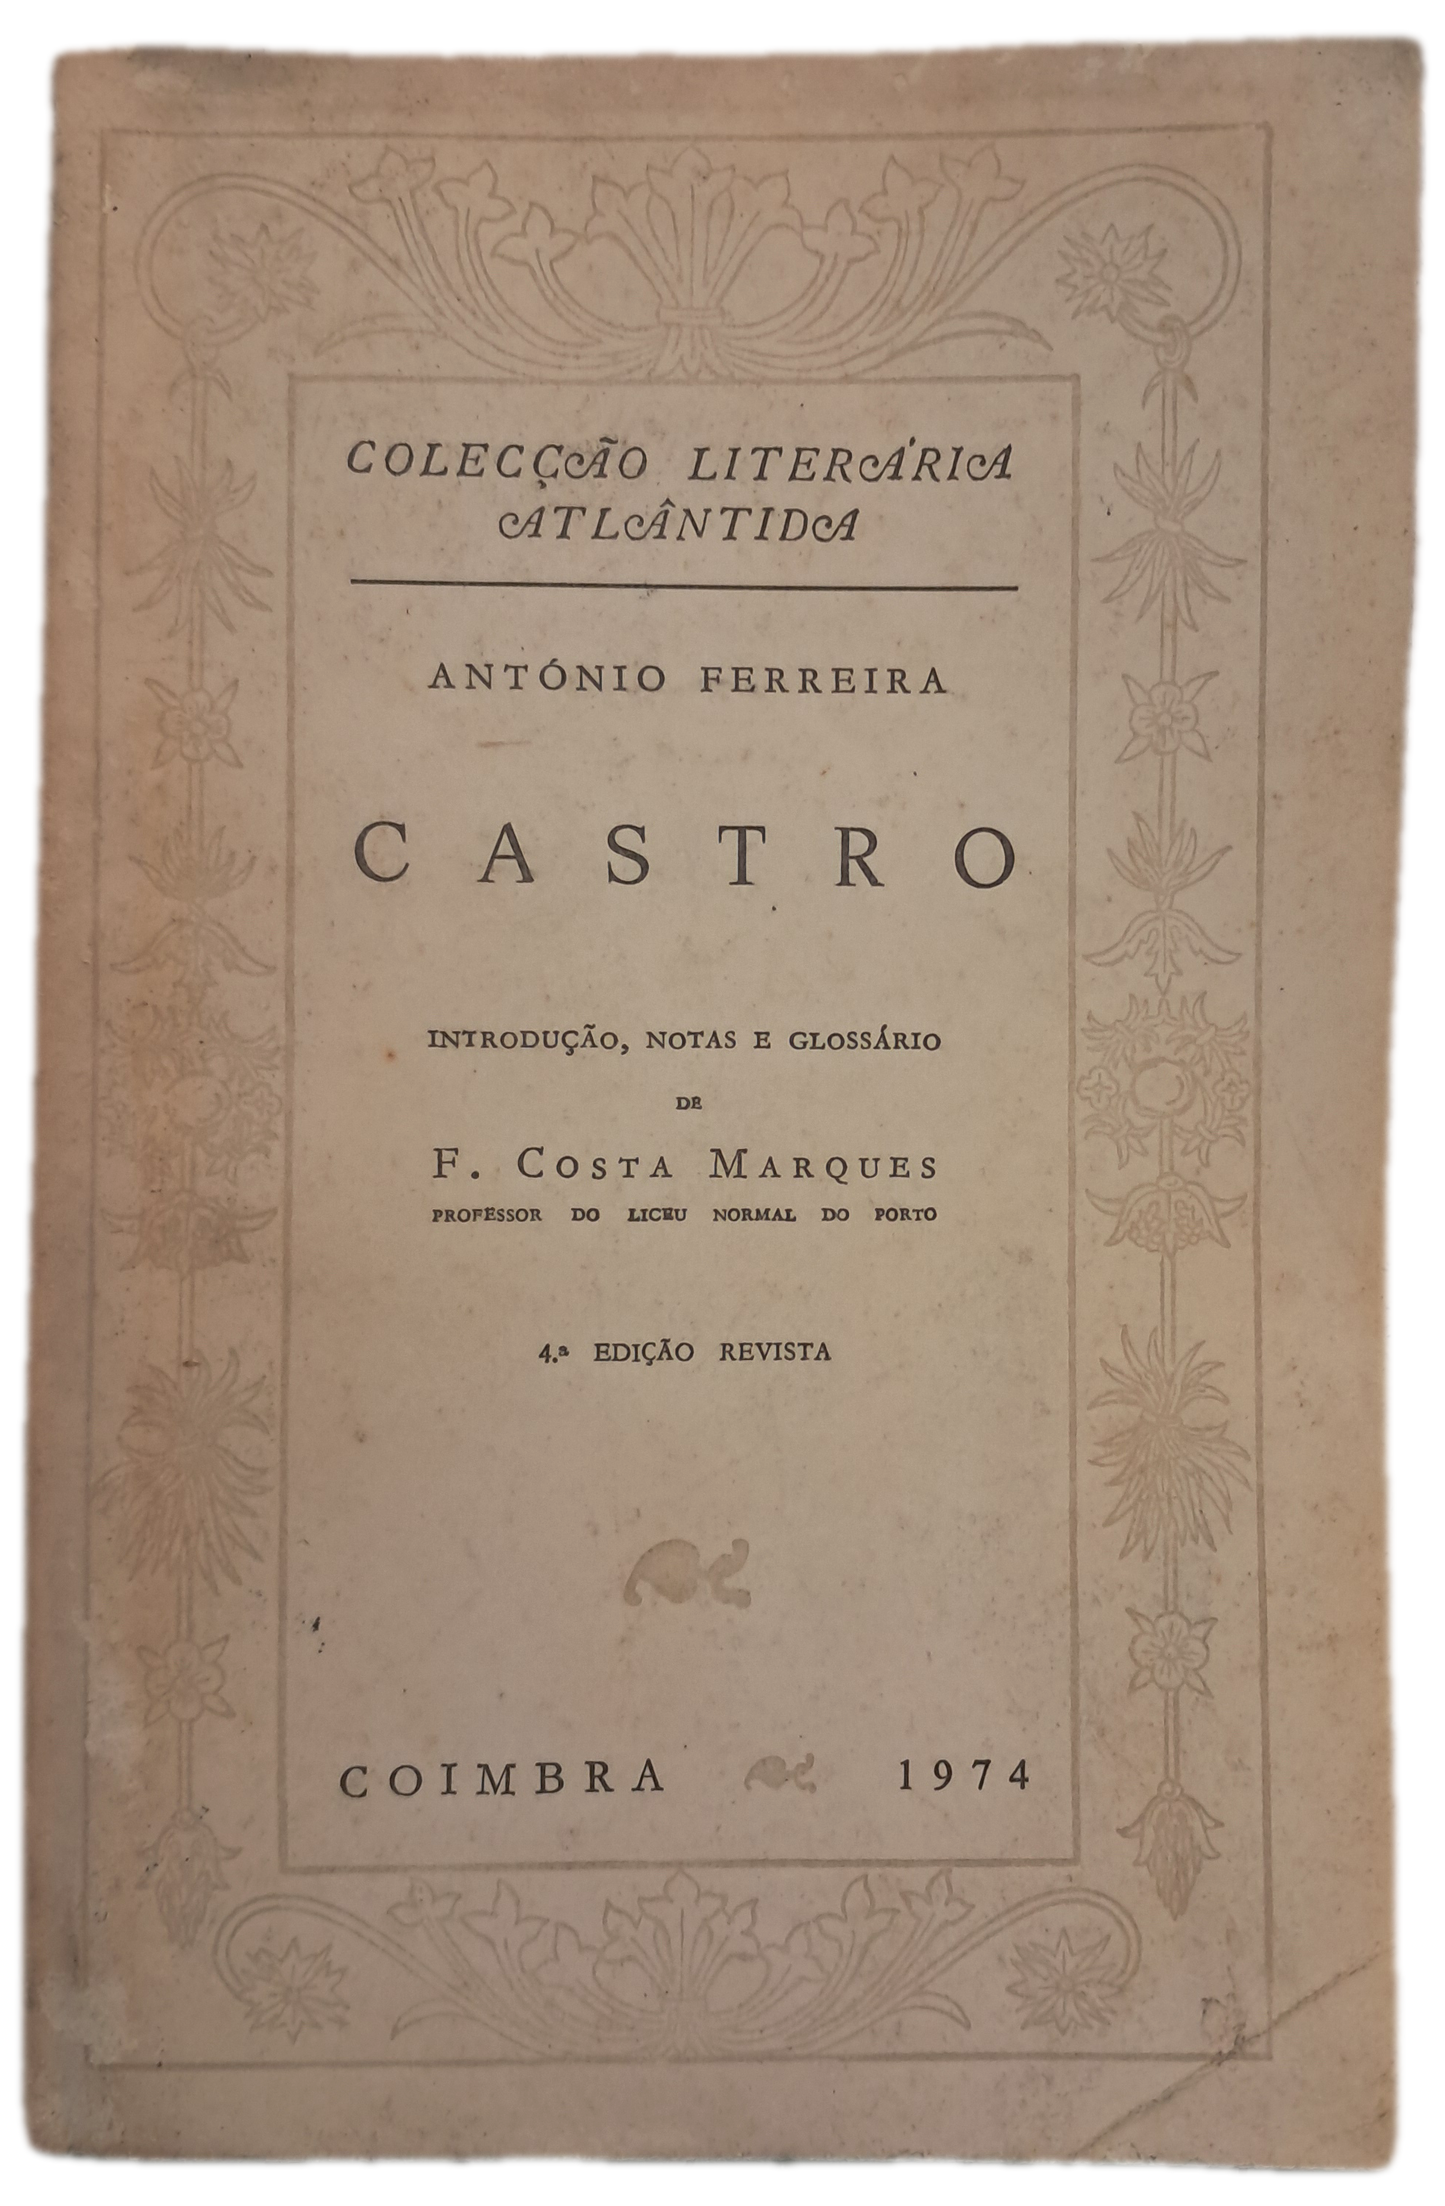 COLECÇÃO LITERÁRIA
ATLÂNTIDA
ANTÓNIO FERREIRA
CASTRO
INTRODUÇÃO, NOTAS E GLOSSÁRIO
DE
F. COSTA MARQUES
PROFESSOR DO LICEU NORMAL DO PORTO
4.ª EDIÇÃO REVISTA
COIMBRA 1974